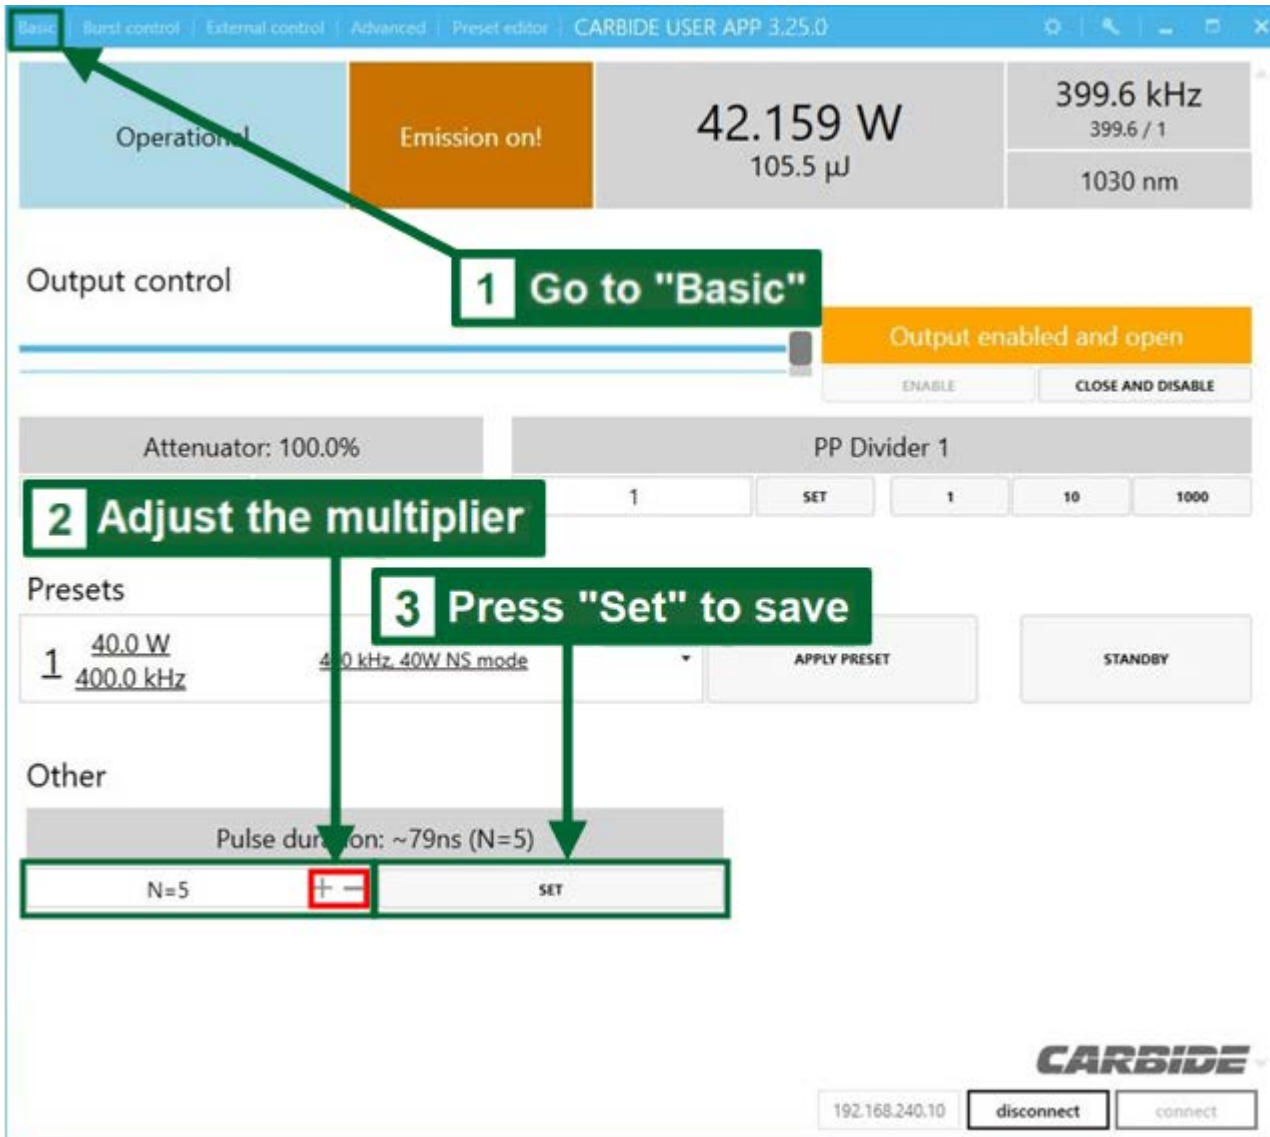 Basic | Burst control | External control | Advanced | Preset editor | CARBIDE USER APP 3.25.0
Operational
Emission on!
42.159 W
105.5 µJ
399.6 kHz
399.6 / 1
1030 nm
Output control
1 Go to "Basic"
Output enabled and open
ENABLE
CLOSE AND DISABLE
Attenuator: 100.0%
PP Divider 1
2 Adjust the multiplier
1 SET 1 10 1000
Presets
3 Press "Set" to save
1 40.0 W
400.0 kHz
400 kHz, 40W NS mode
APPLY PRESET
STANDBY
Other
Pulse duration: ~79ns (N=5)
N=5 + − SET
CARBIDE
192.168.240.10 disconnect connect